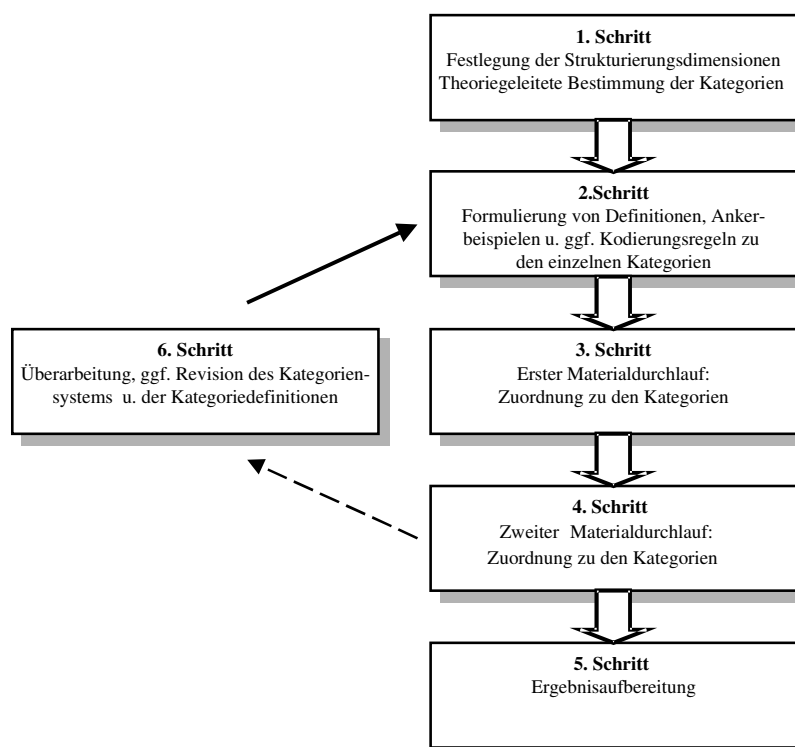 1. Schritt
Festlegung der Strukturierungsdimensionen
Theoriegeleitete Bestimmung der Kategorien
2.Schritt
Formulierung von Definitionen, Anker-
beispielen u. ggf. Kodierungsregeln zu
den einzelnen Kategorien
3. Schritt
Erster Materialdurchlauf:
Zuordnung zu den Kategorien
4. Schritt
Zweiter Materialdurchlauf:
Zuordnung zu den Kategorien
5. Schritt
Ergebnisaufbereitung
6. Schritt
Überarbeitung, ggf. Revision des Kategorien-
systems u. der Kategoriedefinitionen